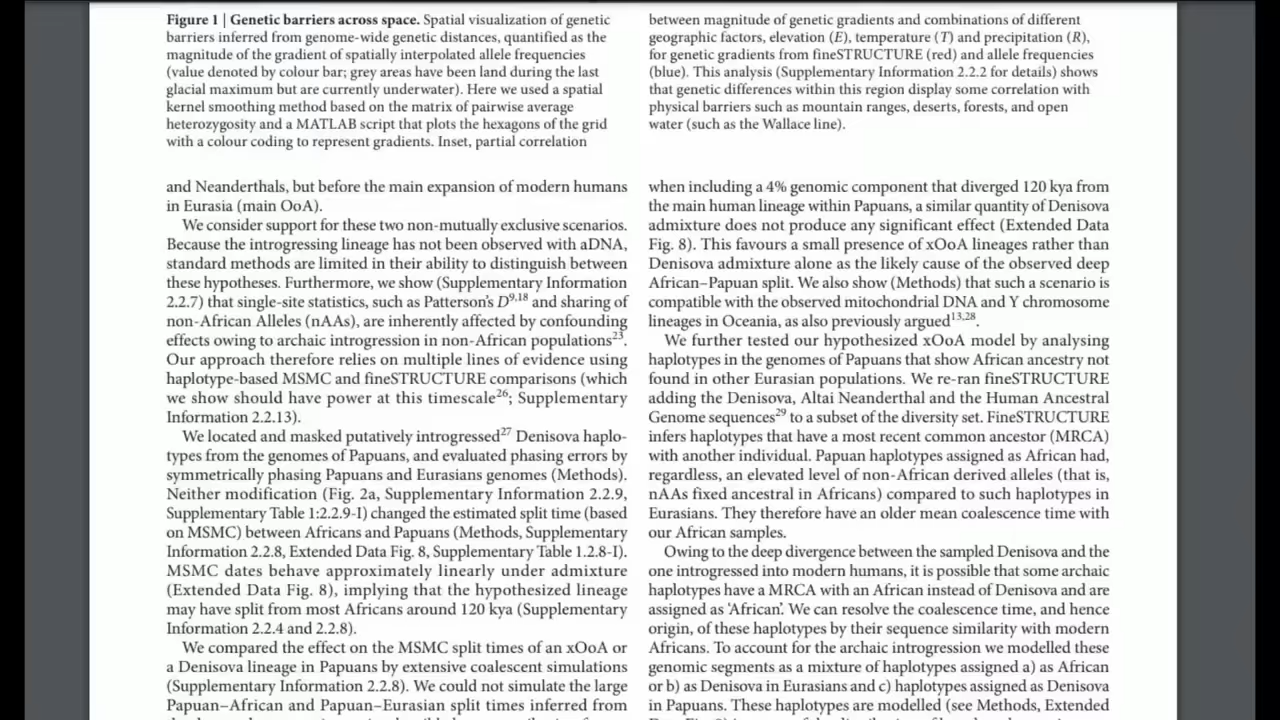 Figure 1 | Genetic barriers across space. Spatial visualization of genetic
barriers inferred from genome-wide genetic distances, quantified as the
magnitude of the gradient of spatially interpolated allele frequencies
(value denoted by colour bar; grey areas have been land during the last
glacial maximum but are currently underwater). Here we used a spatial
kernel smoothing method based on the matrix of pairwise average
heterozygosity and a MATLAB script that plots the hexagons of the grid
with a colour coding to represent gradients. Inset, partial correlation
between magnitude of genetic gradients and combinations of different
geographic factors, elevation (E), temperature (T) and precipitation (R),
for genetic gradients from fineSTRUCTURE (red) and allele frequencies
(blue). This analysis (Supplementary Information 2.2.2 for details) shows
that genetic differences within this region display some correlation with
physical barriers such as mountain ranges, deserts, forests, and open
water (such as the Wallace line).
and Neanderthals, but before the main expansion of modern humans
in Eurasia (main OoA).
We consider support for these two non-mutually exclusive scenarios.
Because the introgressing lineage has not been observed with aDNA,
standard methods are limited in their ability to distinguish between
these hypotheses. Furthermore, we show (Supplementary Information
2.2.7) that single-site statistics, such as Patterson's D9,18 and sharing of
non-African Alleles (nAAs), are inherently affected by confounding
effects owing to archaic introgression in non-African populations23.
Our approach therefore relies on multiple lines of evidence using
haplotype-based MSMC and fineSTRUCTURE comparisons (which
we show should have power at this timescale26; Supplementary
Information 2.2.13).
We located and masked putatively introgressed27 Denisova haplo-
types from the genomes of Papuans, and evaluated phasing errors by
symmetrically phasing Papuans and Eurasians genomes (Methods).
Neither modification (Fig. 2a, Supplementary Information 2.2.9,
Supplementary Table 1:2.2.9-I) changed the estimated split time (based
on MSMC) between Africans and Papuans (Methods, Supplementary
Information 2.2.8, Extended Data Fig. 8, Supplementary Table 1.2.8-I).
MSMC dates behave approximately linearly under admixture
(Extended Data Fig. 8), implying that the hypothesized lineage
may have split from most Africans around 120 kya (Supplementary
Information 2.2.4 and 2.2.8).
We compared the effect on the MSMC split times of an xOoA or
a Denisova lineage in Papuans by extensive coalescent simulations
(Supplementary Information 2.2.8). We could not simulate the large
Papuan–African and Papuan–Eurasian split times inferred from
when including a 4% genomic component that diverged 120 kya from
the main human lineage within Papuans, a similar quantity of Denisova
admixture does not produce any significant effect (Extended Data
Fig. 8). This favours a small presence of xOoA lineages rather than
Denisova admixture alone as the likely cause of the observed deep
African–Papuan split. We also show (Methods) that such a scenario is
compatible with the observed mitochondrial DNA and Y chromosome
lineages in Oceania, as also previously argued13,28.
We further tested our hypothesized xOoA model by analysing
haplotypes in the genomes of Papuans that show African ancestry not
found in other Eurasian populations. We re-ran fineSTRUCTURE
adding the Denisova, Altai Neanderthal and the Human Ancestral
Genome sequences29 to a subset of the diversity set. FineSTRUCTURE
infers haplotypes that have a most recent common ancestor (MRCA)
with another individual. Papuan haplotypes assigned as African had,
regardless, an elevated level of non-African derived alleles (that is,
nAAs fixed ancestral in Africans) compared to such haplotypes in
Eurasians. They therefore have an older mean coalescence time with
our African samples.
Owing to the deep divergence between the sampled Denisova and the
one introgressed into modern humans, it is possible that some archaic
haplotypes have a MRCA with an African instead of Denisova and are
assigned as 'African'. We can resolve the coalescence time, and hence
origin, of these haplotypes by their sequence similarity with modern
Africans. To account for the archaic introgression we modelled these
genomic segments as a mixture of haplotypes assigned a) as African
or b) as Denisova in Eurasians and c) haplotypes assigned as Denisova
in Papuans. These haplotypes are modelled (see Methods, Extended